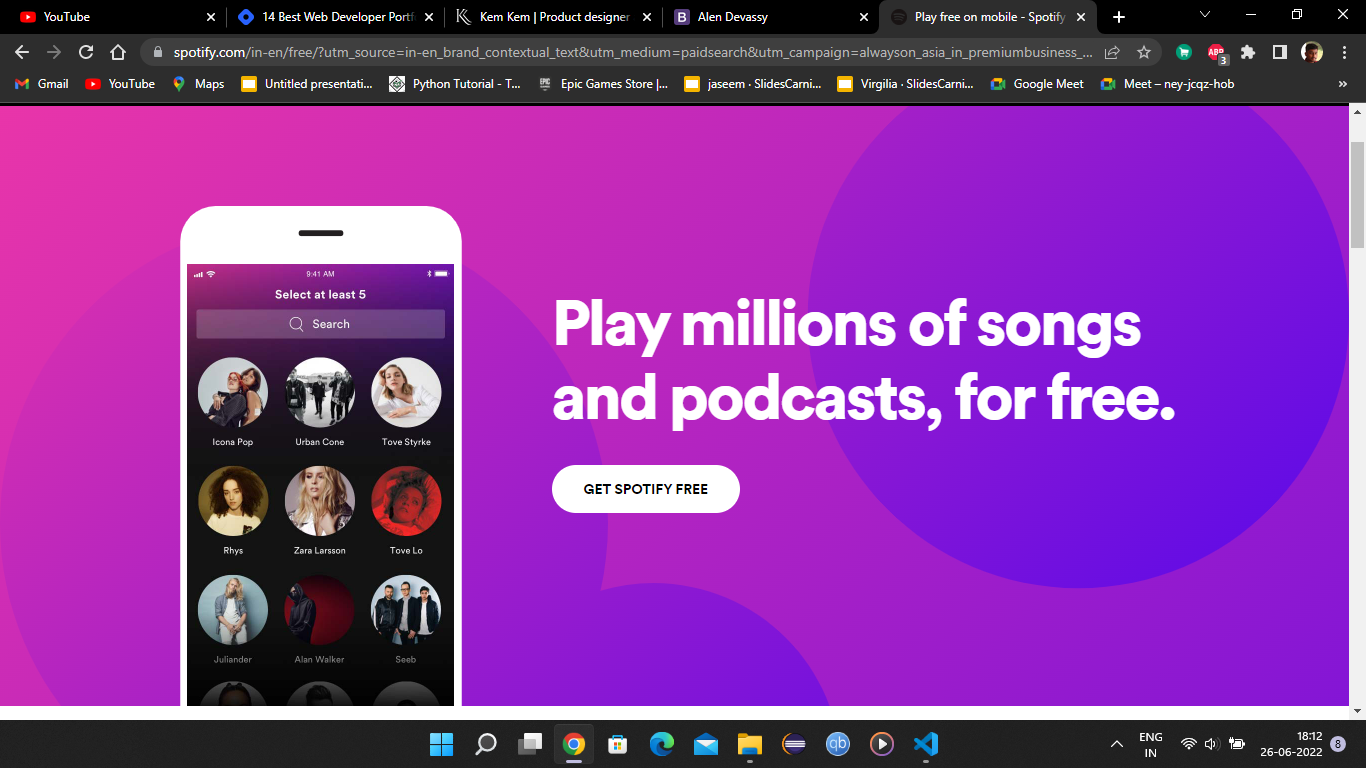 YouTube
14 Best Web Developer Portf
Kem Kem | Product designer
Alen Devassy
Play free on mobile - Spotify
spotify.com/in-en/free/?utm_source=in-en_brand_contextual_text&utm_medium=paidsearch&utm_campaign=alwayson_asia_in_premiumbusiness_...
ABP
3
Gmail
YouTube
Maps
Untitled presentati...
Python Tutorial - T...
Epic Games Store |...
jaseem · SlidesCarni...
Virgilia · SlidesCarni...
Google Meet
Meet – ney-jcqz-hob
»
9:41 AM
Select at least 5
Search
Icona Pop
Urban Cone
Tove Styrke
Rhys
Zara Larsson
Tove Lo
Juliander
Alan Walker
Seeb
Play millions of songs
and podcasts, for free.
GET SPOTIFY FREE
qb
ENG
IN
18:12
26-06-2022
8